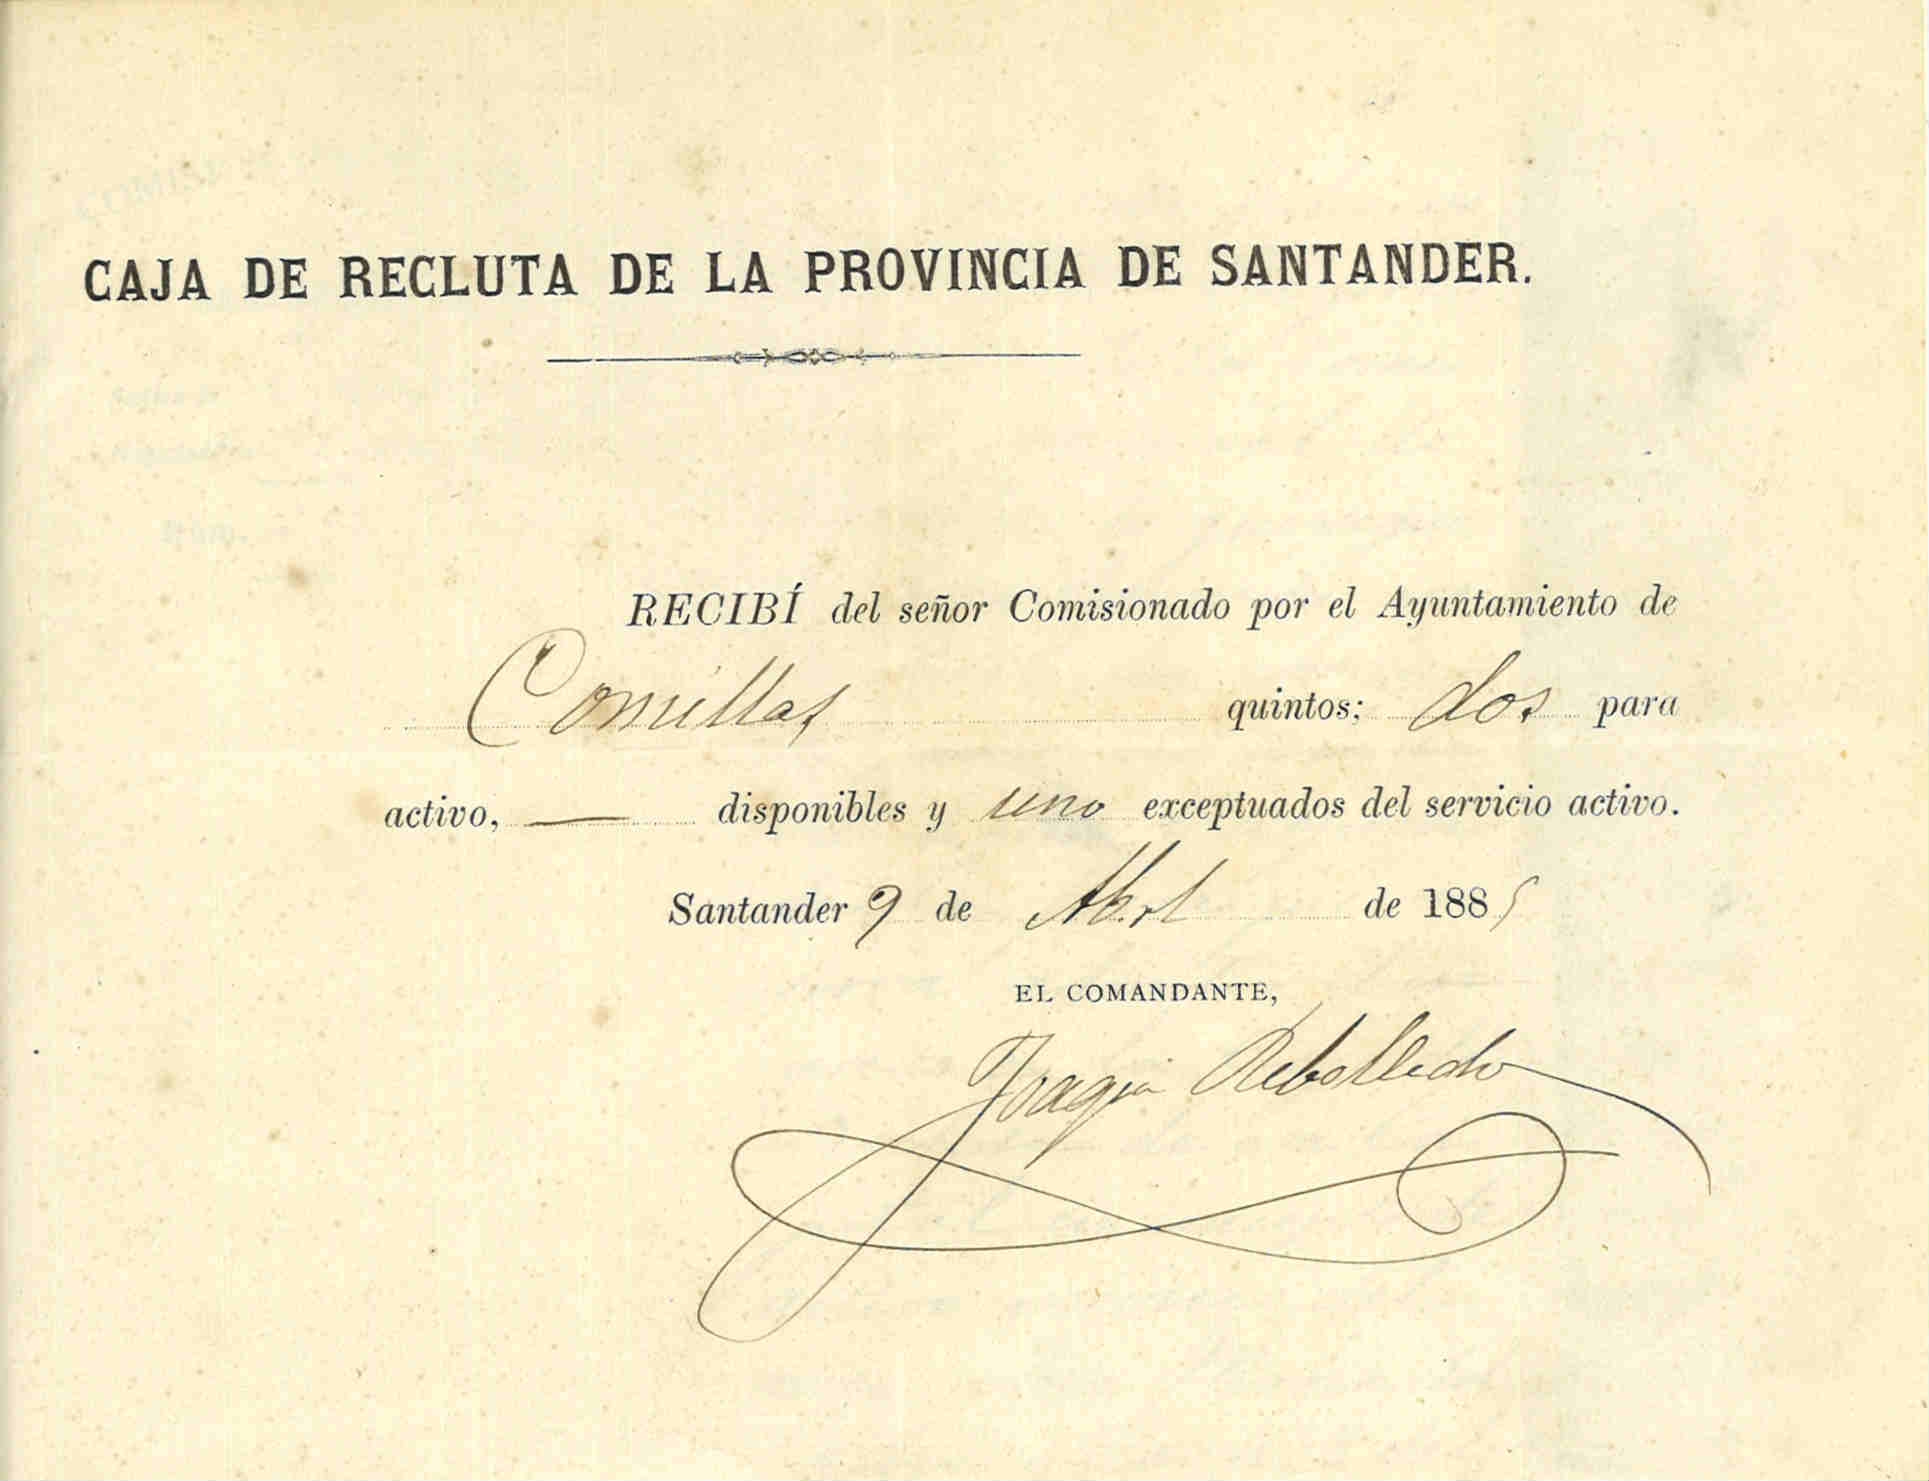 CAJA DE RECLUTA DE LA PROVINCIA DE SANTANDER.
RECIBÍ del señor Comisionado por el Ayuntamiento de
Comillas quintos; dos para
activo, — disponibles y uno exceptuados del servicio activo.
Santander 9 de Abril de 1885
EL COMANDANTE,
Joaquin Rebolledo